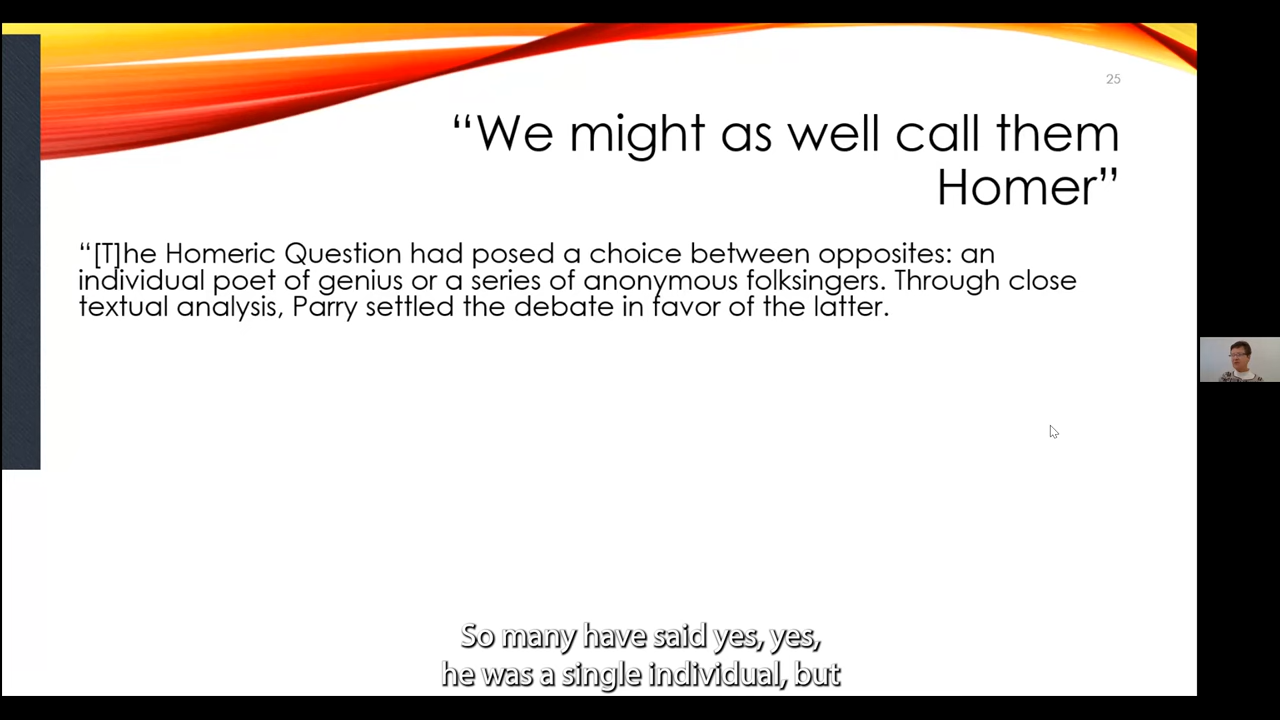 25
“We might as well call them
Homer”
“[T]he Homeric Question had posed a choice between opposites: an
individual poet of genius or a series of anonymous folksingers. Through close
textual analysis, Parry settled the debate in favor of the latter.
So many have said yes, yes,
he was a single individual, but